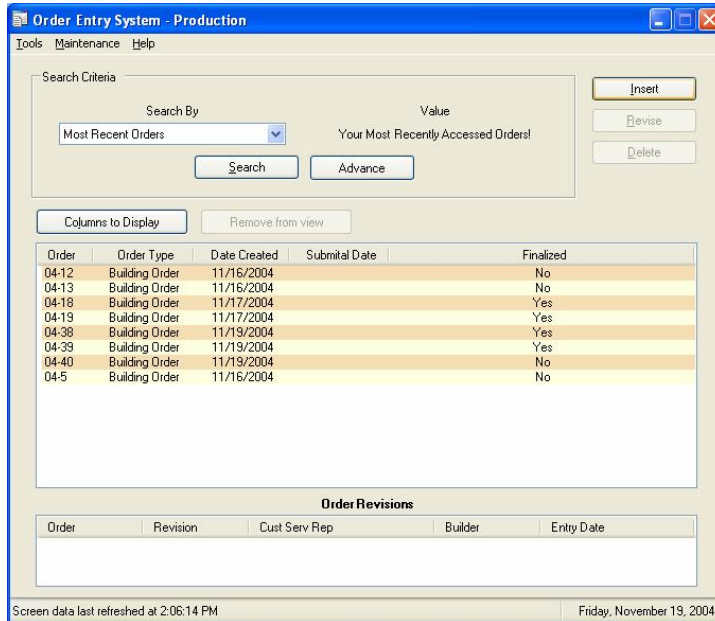 Order Entry System - Production
Tools Maintenance Help
Search Criteria
Search By Value
Most Recent Orders Your Most Recently Accessed Orders!
Search Advance
Insert
Revise
Delete
Columns to Display Remove from view
Order Order Type Date Created Submital Date Finalized
04-12 Building Order 11/16/2004 No
04-13 Building Order 11/16/2004 No
04-18 Building Order 11/17/2004 Yes
04-19 Building Order 11/17/2004 Yes
04-38 Building Order 11/19/2004 Yes
04-39 Building Order 11/19/2004 Yes
04-40 Building Order 11/19/2004 No
04-5 Building Order 11/16/2004 No
Order Revisions
Order Revision Cust Serv Rep Builder Entry Date
Screen data last refreshed at 2:06:14 PM Friday, November 19, 2004